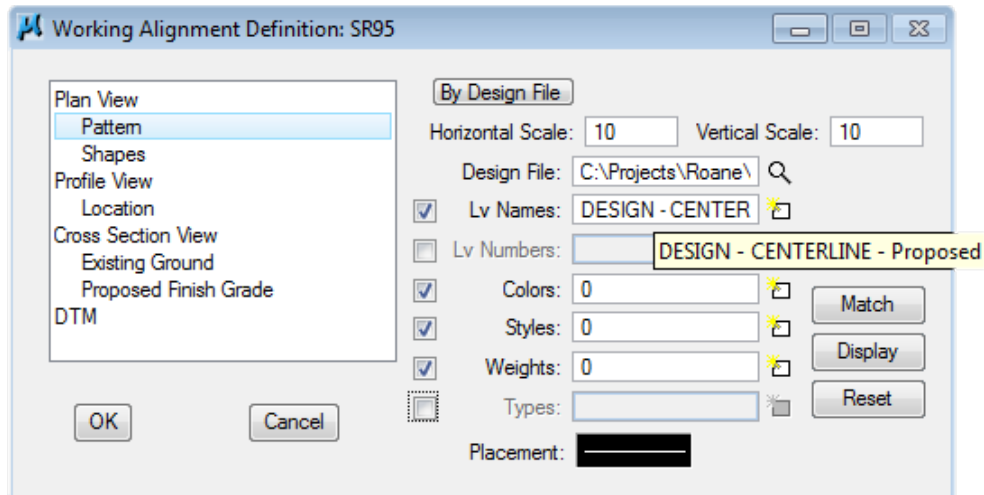 Working Alignment Definition: SR95
Plan View
Pattern
Shapes
Profile View
Location
Cross Section View
Existing Ground
Proposed Finish Grade
DTM
OK
Cancel
By Design File
Horizontal Scale: 10 Vertical Scale: 10
Design File: C:\Projects\Roane\
Lv Names: DESIGN - CENTER
Lv Numbers:
DESIGN - CENTERLINE - Proposed
Colors: 0
Styles: 0
Weights: 0
Types:
Placement:
Match
Display
Reset